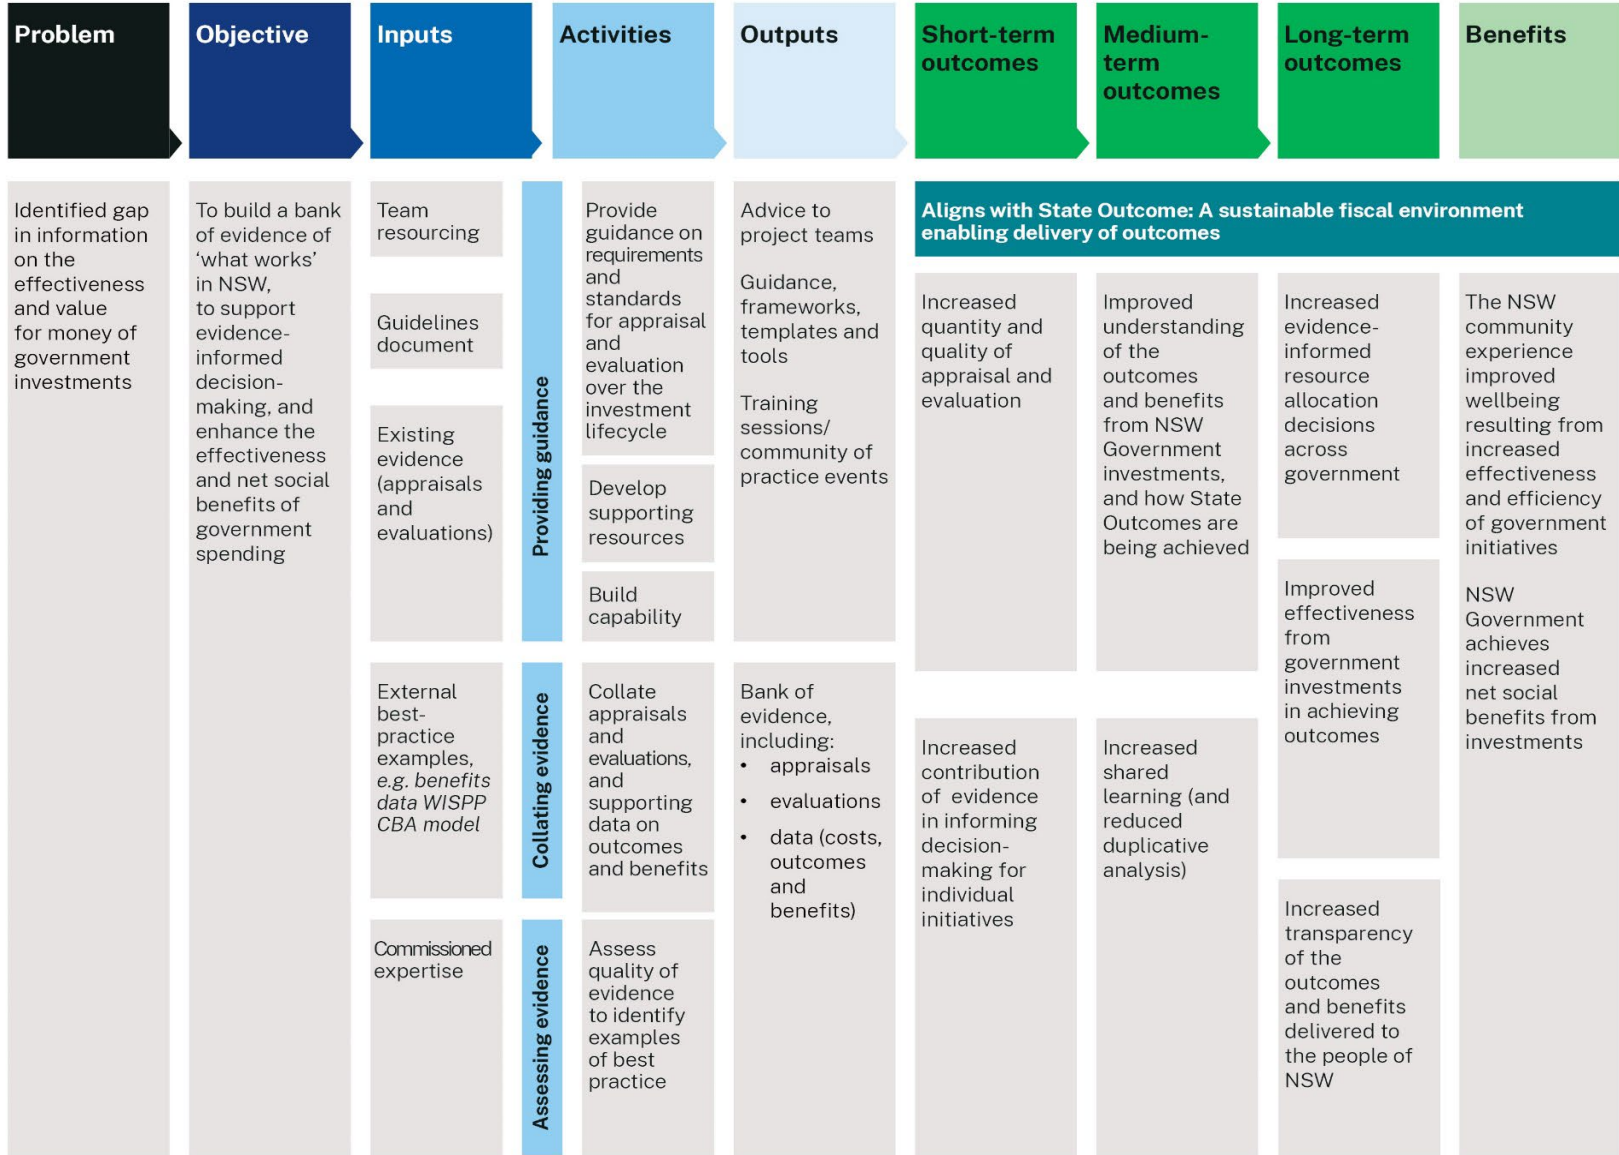 Problem
Objective
Inputs
Activities
Outputs
Short-term
outcomes
Medium-
term
outcomes
Long-term
outcomes
Benefits
Identified gap
in information
on the
effectiveness
and value
for money of
government
investments
To build a bank
of evidence of
‘what works’
in NSW,
to support
evidence-
informed
decision-
making, and
enhance the
effectiveness
and net social
benefits of
government
spending
Team
resourcing
Guidelines
document
Existing
evidence
(appraisals
and
evaluations)
External
best-
practice
examples,
e.g. benefits
data WISPP
CBA model
Commissioned
expertise
Providing guidance
Collating evidence
Assessing evidence
Provide
guidance on
requirements
and
standards
for appraisal
and
evaluation
over the
investment
lifecycle
Develop
supporting
resources
Build
capability
Collate
appraisals
and
evaluations,
and
supporting
data on
outcomes
and benefits
Assess
quality of
evidence
to identify
examples
of best
practice
Advice to
project teams
Guidance,
frameworks,
templates and
tools
Training
sessions/
community of
practice events
Bank of
evidence,
including:
• appraisals
• evaluations
• data (costs,
outcomes
and
benefits)
Aligns with State Outcome: A sustainable fiscal environment
enabling delivery of outcomes
Increased
quantity and
quality of
appraisal and
evaluation
Increased
contribution
of evidence
in informing
decision-
making for
individual
initiatives
Improved
understanding
of the
outcomes
and benefits
from NSW
Government
investments,
and how State
Outcomes are
being achieved
Increased
shared
learning (and
reduced
duplicative
analysis)
Increased
evidence-
informed
resource
allocation
decisions
across
government
Improved
effectiveness
from
government
investments
in achieving
outcomes
Increased
transparency
of the
outcomes
and benefits
delivered to
the people of
NSW
The NSW
community
experience
improved
wellbeing
resulting from
increased
effectiveness
and efficiency
of government
initiatives
NSW
Government
achieves
increased
net social
benefits from
investments